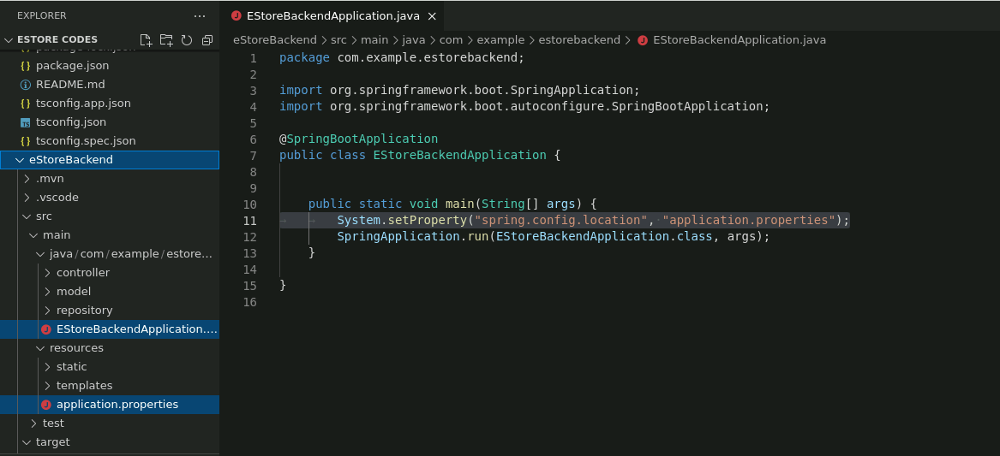 EXPLORER
ESTORE CODES
package.json
README.md
tsconfig.app.json
tsconfig.json
tsconfig.spec.json
eStoreBackend
.mvn
.vscode
src
main
java/com/example/estore...
controller
model
repository
EStoreBackendApplication....
resources
static
templates
application.properties
test
target
EStoreBackendApplication.java
eStoreBackend > src > main > java > com > example > estorebackend > EStoreBackendApplication.java
1 package com.example.estorebackend;
2
3 import org.springframework.boot.SpringApplication;
4 import org.springframework.boot.autoconfigure.SpringBootApplication;
5
6 @SpringBootApplication
7 public class EStoreBackendApplication {
8
9
10 public static void main(String[] args) {
11 System.setProperty("spring.config.location", "application.properties");
12 SpringApplication.run(EStoreBackendApplication.class, args);
13 }
14
15 }
16